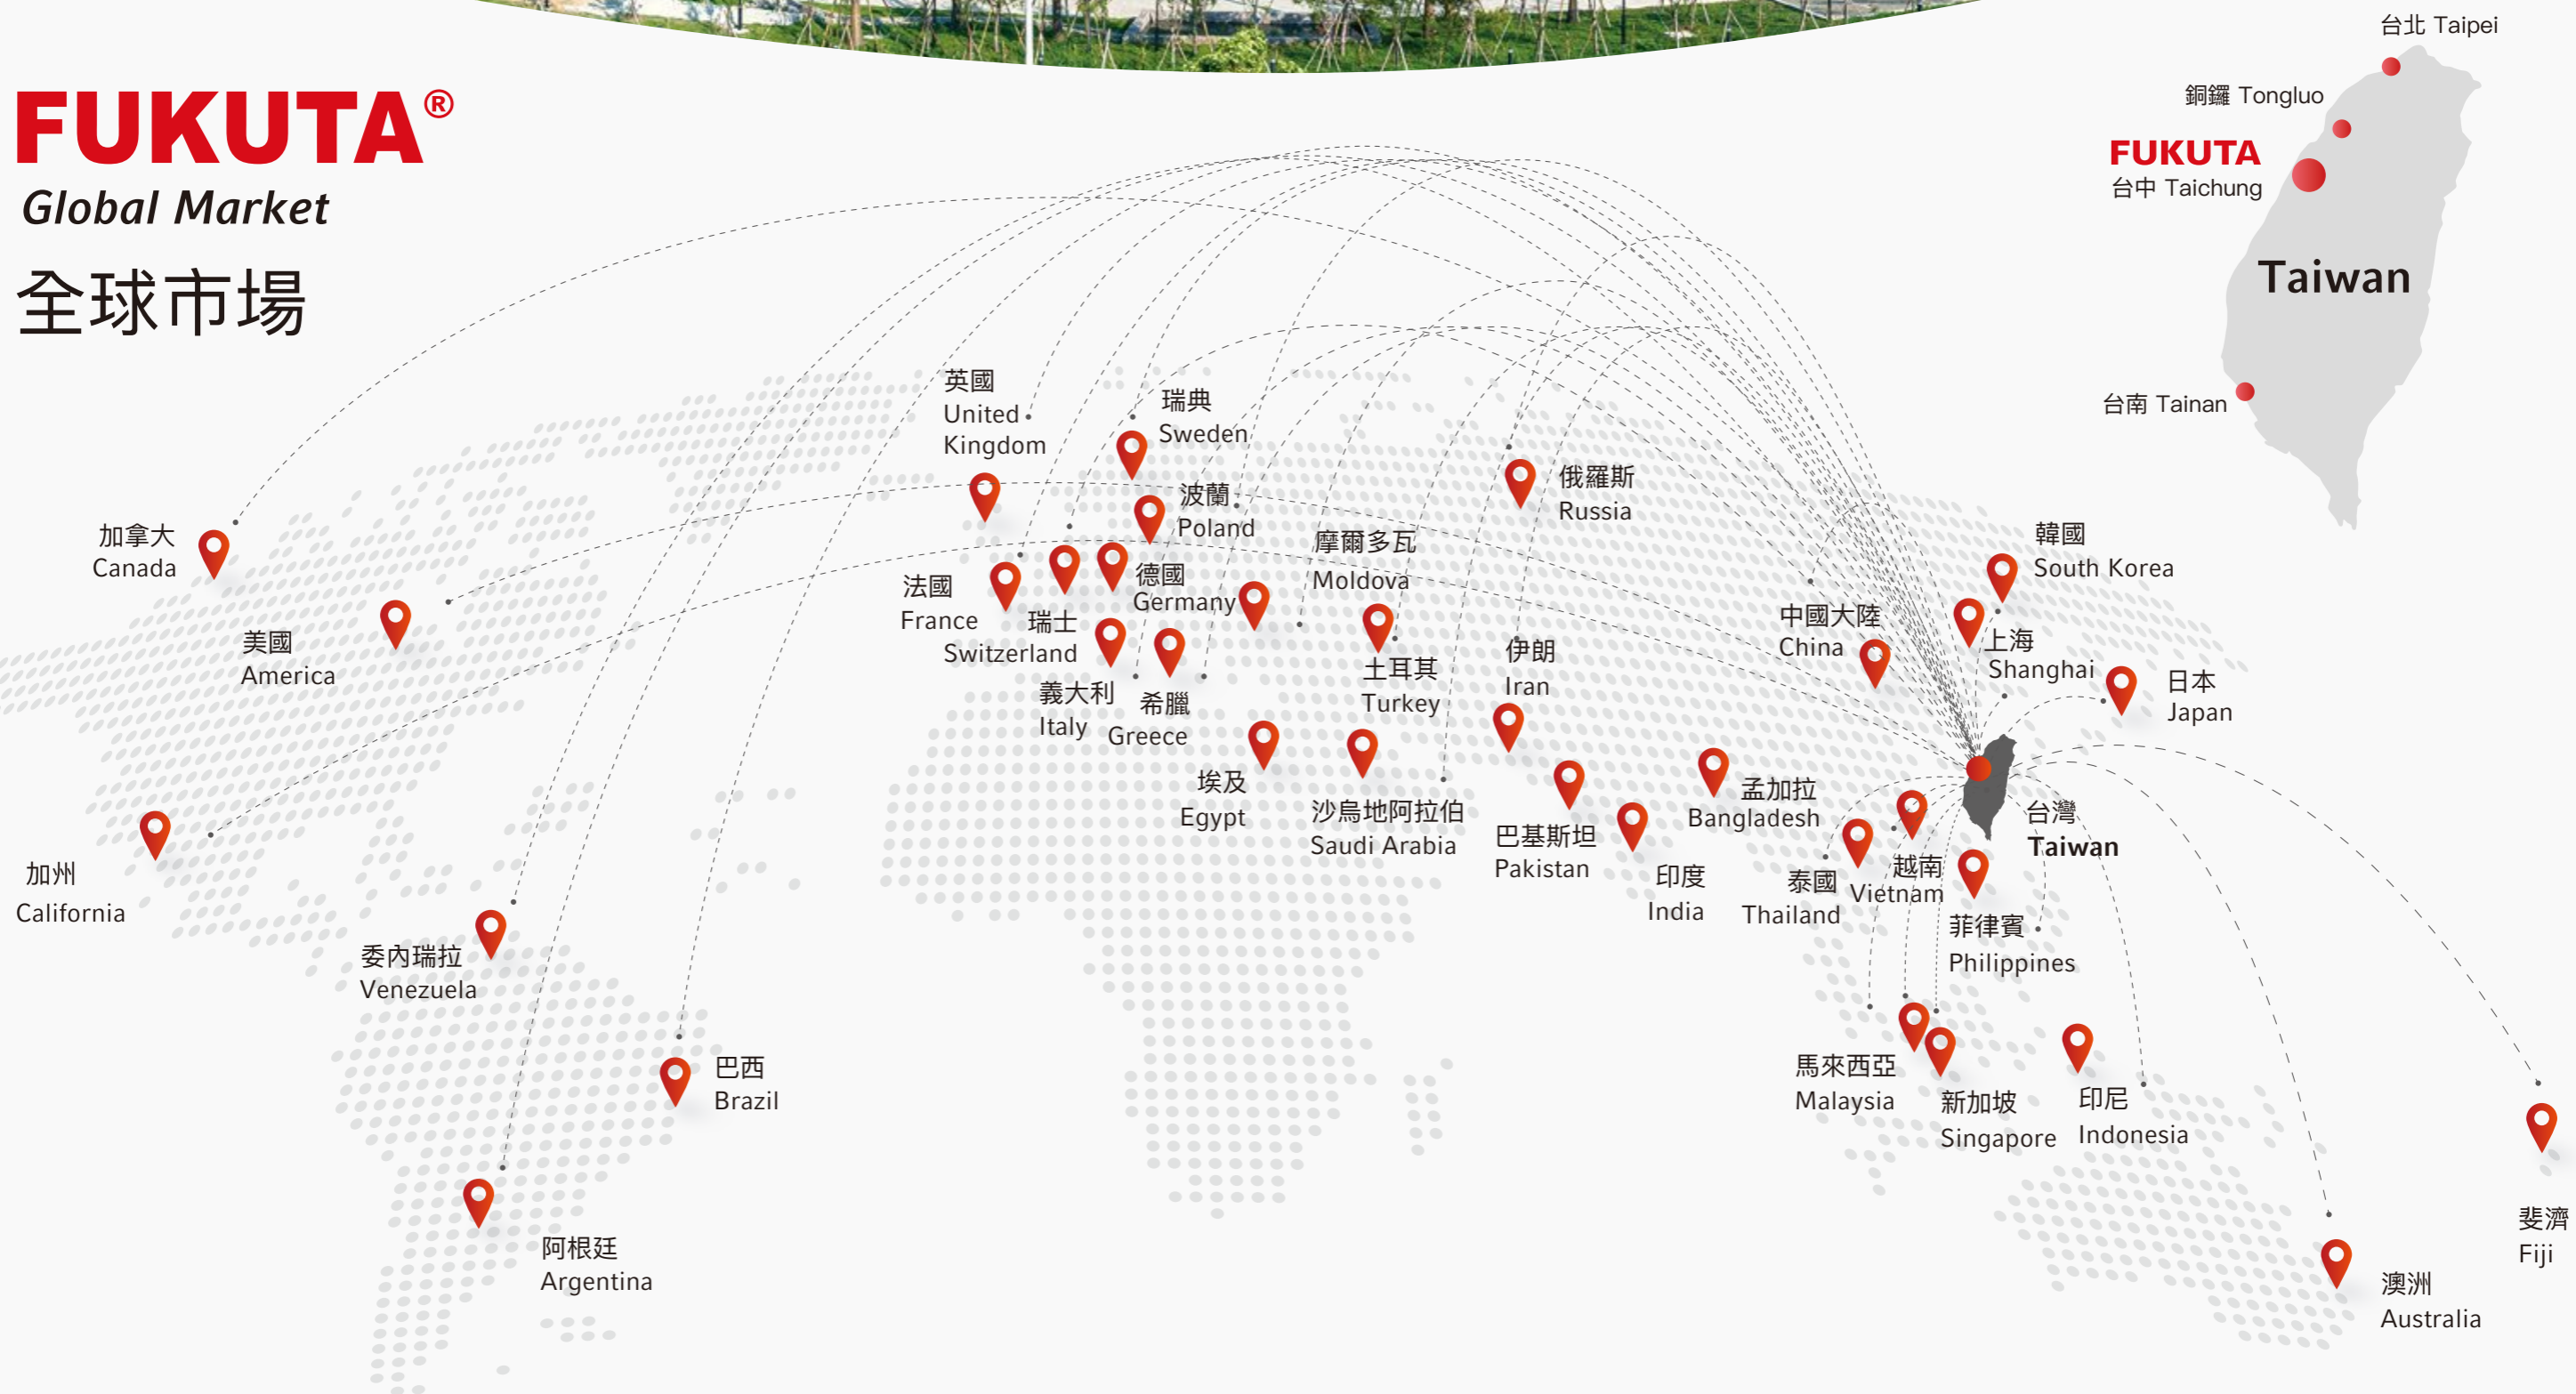 FUKUTA®
Global Market
全球市場
台北 Taipei
銅鑼 Tongluo
FUKUTA
台中 Taichung
Taiwan
台南 Tainan
加拿大
Canada
美國
America
加州
California
委內瑞拉
Venezuela
巴西
Brazil
阿根廷
Argentina
英國
United
Kingdom
瑞典
Sweden
波蘭
Poland
法國
France
瑞士
Switzerland
德國
Germany
義大利
Italy
希臘
Greece
摩爾多瓦
Moldova
土耳其
Turkey
俄羅斯
Russia
伊朗
Iran
埃及
Egypt
沙烏地阿拉伯
Saudi Arabia
巴基斯坦
Pakistan
印度
India
孟加拉
Bangladesh
中國大陸
China
韓國
South Korea
上海
Shanghai
日本
Japan
台灣
Taiwan
泰國
Thailand
越南
Vietnam
菲律賓
Philippines
馬來西亞
Malaysia
新加坡
Singapore
印尼
Indonesia
斐濟
Fiji
澳洲
Australia